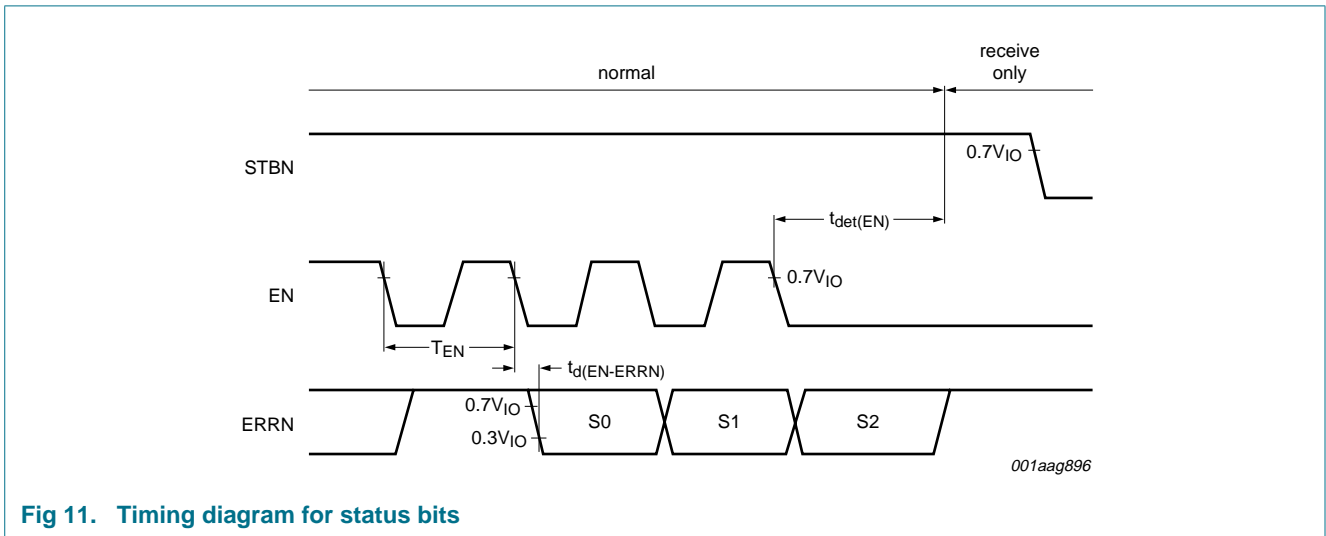 normal
receive
only
STBN
0.7VIO
tdet(EN)
EN
0.7VIO
TEN
td(EN-ERRN)
ERRN
0.7VIO
0.3VIO
S0
S1
S2
001aag896
Fig 11. Timing diagram for status bits